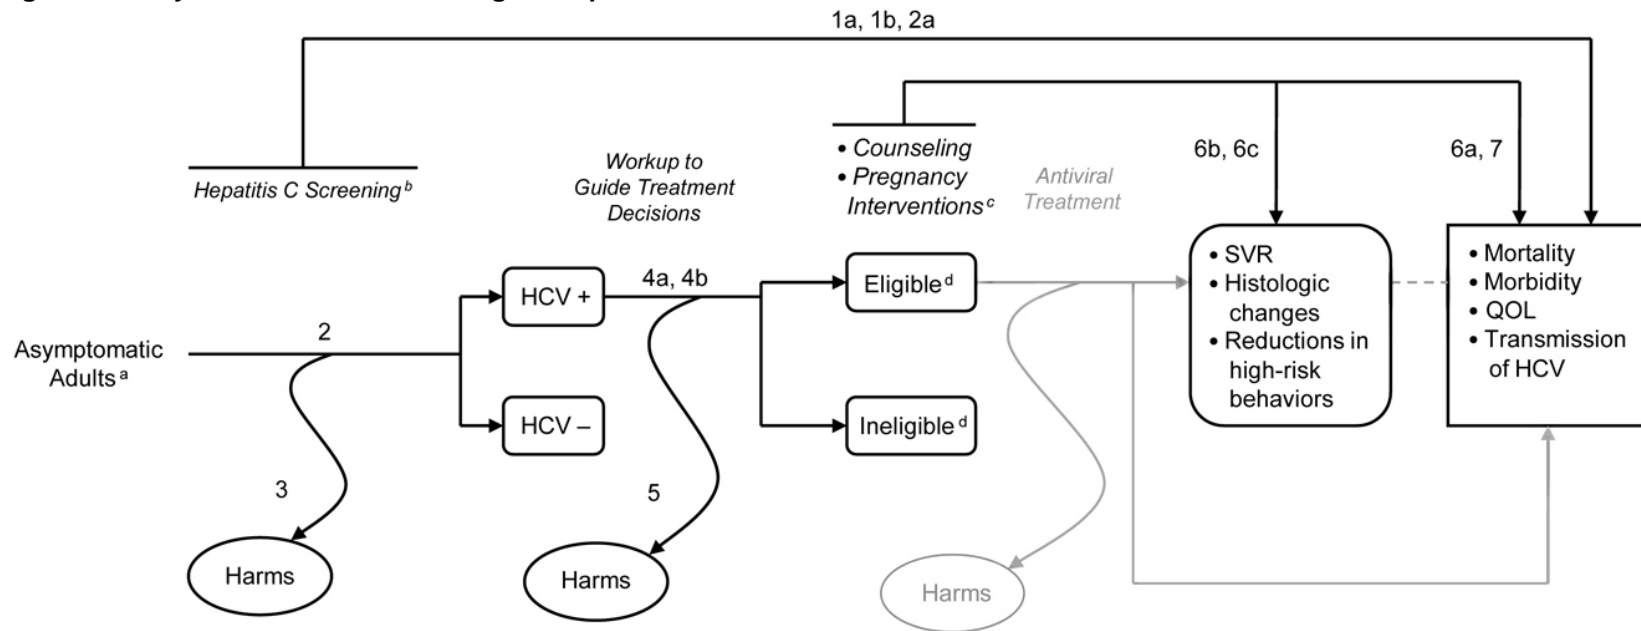 1a, 1b, 2a
Hepatitis C Screening b
Workup to
Guide Treatment
Decisions
• Counseling
• Pregnancy
Interventions c
Antiviral
Treatment
6b, 6c
6a, 7
Asymptomatic
Adults a
2
3
Harms
HCV +
HCV –
4a, 4b
5
Harms
Eligible d
Ineligible d
Harms
• SVR
• Histologic
changes
• Reductions in
high-risk
behaviors
• Mortality
• Morbidity
• QOL
• Transmission
of HCV